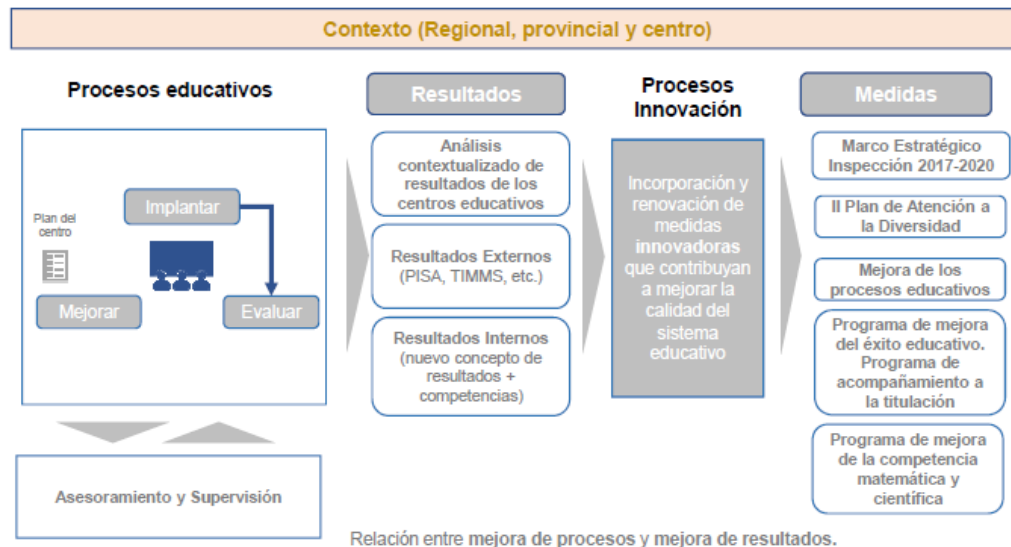 Contexto (Regional, provincial y centro)
Procesos educativos
Plan del
centro
Implantar
Mejorar
Evaluar
Asesoramiento y Supervisión
Resultados
Análisis
contextualizado de
resultados de los
centros educativos
Resultados Externos
(PISA, TIMMS, etc.)
Resultados Internos
(nuevo concepto de
resultados +
competencias)
Procesos
Innovación
Incorporación y
renovación de
medidas
innovadoras
que contribuyan
a mejorar la
calidad del
sistema
educativo
Medidas
Marco Estratégico
Inspección 2017-2020
II Plan de Atención a
la Diversidad
Mejora de los
procesos educativos
Programa de mejora
del éxito educativo.
Programa de
acompañamiento a
la titulación
Programa de mejora
de la competencia
matemática y
científica
Relación entre mejora de procesos y mejora de resultados.